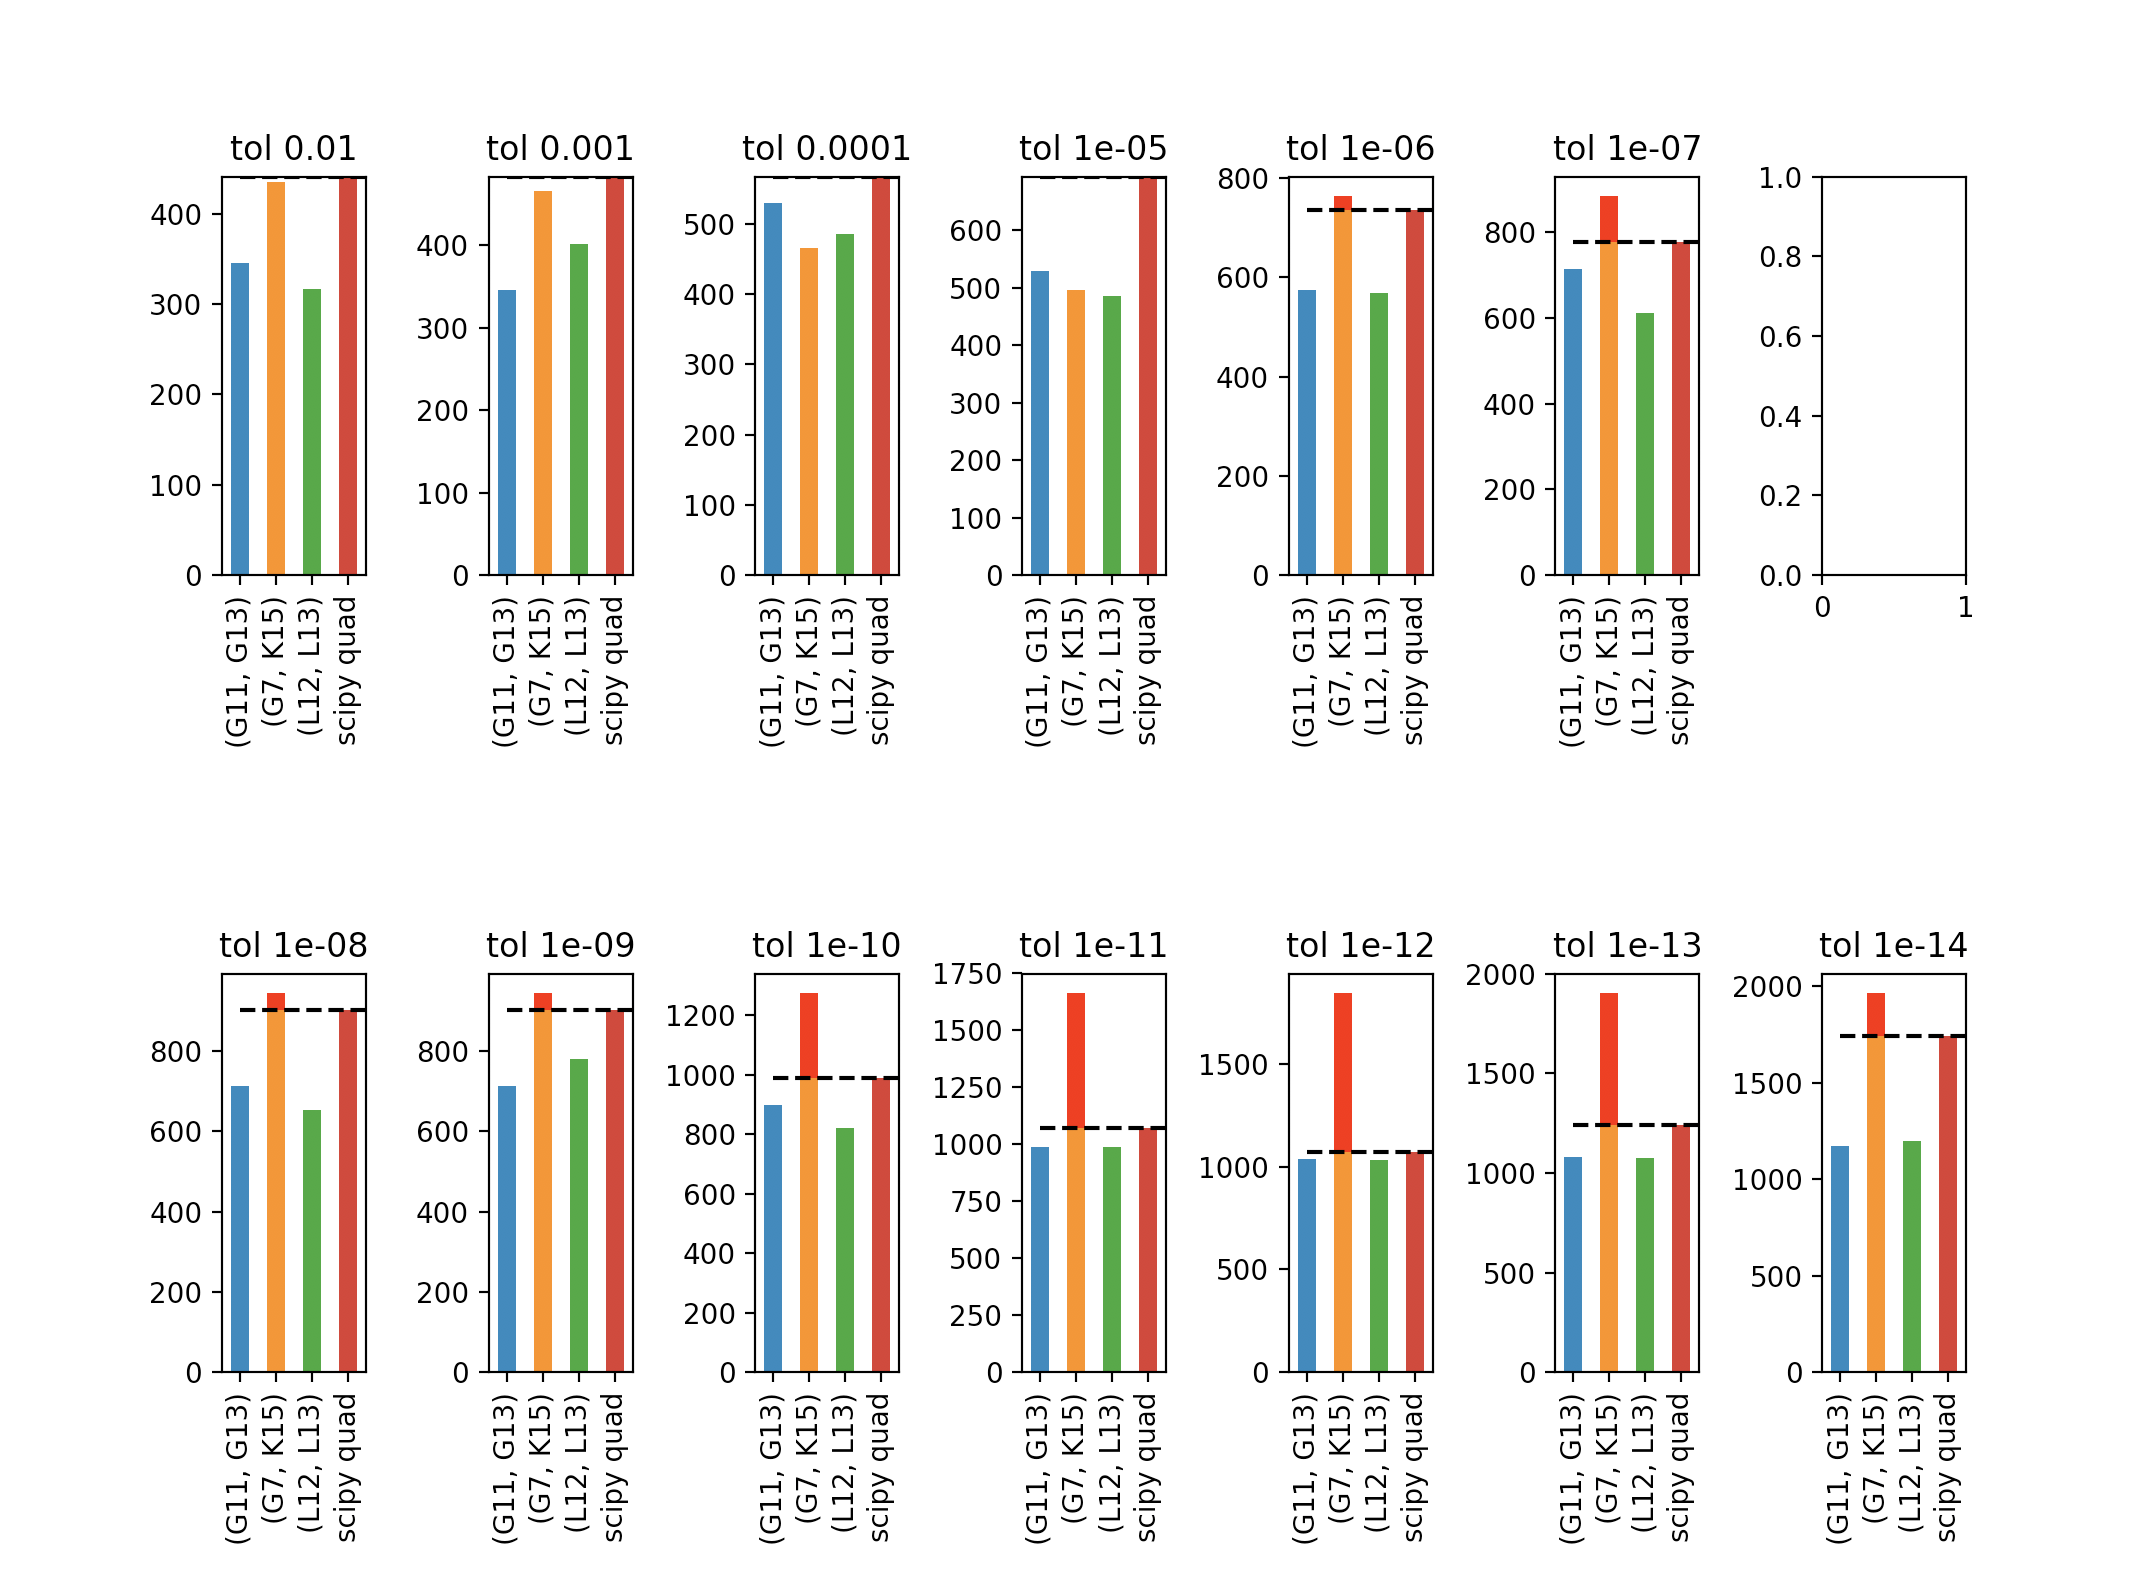 tol 0.01
400
300
200
100
0
(G11, G13)
(G7, K15)
(L12, L13)
scipy quad
tol 0.001
400
300
200
100
0
(G11, G13)
(G7, K15)
(L12, L13)
scipy quad
tol 0.0001
500
400
300
200
100
0
(G11, G13)
(G7, K15)
(L12, L13)
scipy quad
tol 1e-05
600
500
400
300
200
100
0
(G11, G13)
(G7, K15)
(L12, L13)
scipy quad
tol 1e-06
800
600
400
200
0
(G11, G13)
(G7, K15)
(L12, L13)
scipy quad
tol 1e-07
800
600
400
200
0
(G11, G13)
(G7, K15)
(L12, L13)
scipy quad
1.0
0.8
0.6
0.4
0.2
0.0
0 1
tol 1e-08
800
600
400
200
0
(G11, G13)
(G7, K15)
(L12, L13)
scipy quad
tol 1e-09
800
600
400
200
0
(G11, G13)
(G7, K15)
(L12, L13)
scipy quad
tol 1e-10
1200
1000
800
600
400
200
0
(G11, G13)
(G7, K15)
(L12, L13)
scipy quad
tol 1e-11
1750
1500
1250
1000
750
500
250
0
(G11, G13)
(G7, K15)
(L12, L13)
scipy quad
tol 1e-12
1500
1000
500
0
(G11, G13)
(G7, K15)
(L12, L13)
scipy quad
tol 1e-13
2000
1500
1000
500
0
(G11, G13)
(G7, K15)
(L12, L13)
scipy quad
tol 1e-14
2000
1500
1000
500
0
(G11, G13)
(G7, K15)
(L12, L13)
scipy quad